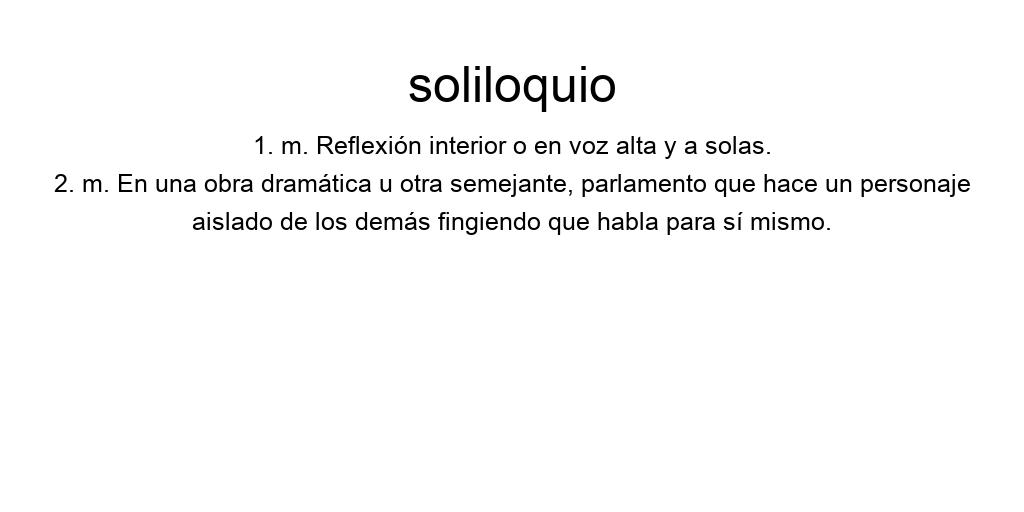 soliloquio
1. m. Reflexión interior o en voz alta y a solas.
2. m. En una obra dramática u otra semejante, parlamento que hace un personaje
aislado de los demás fingiendo que habla para sí mismo.